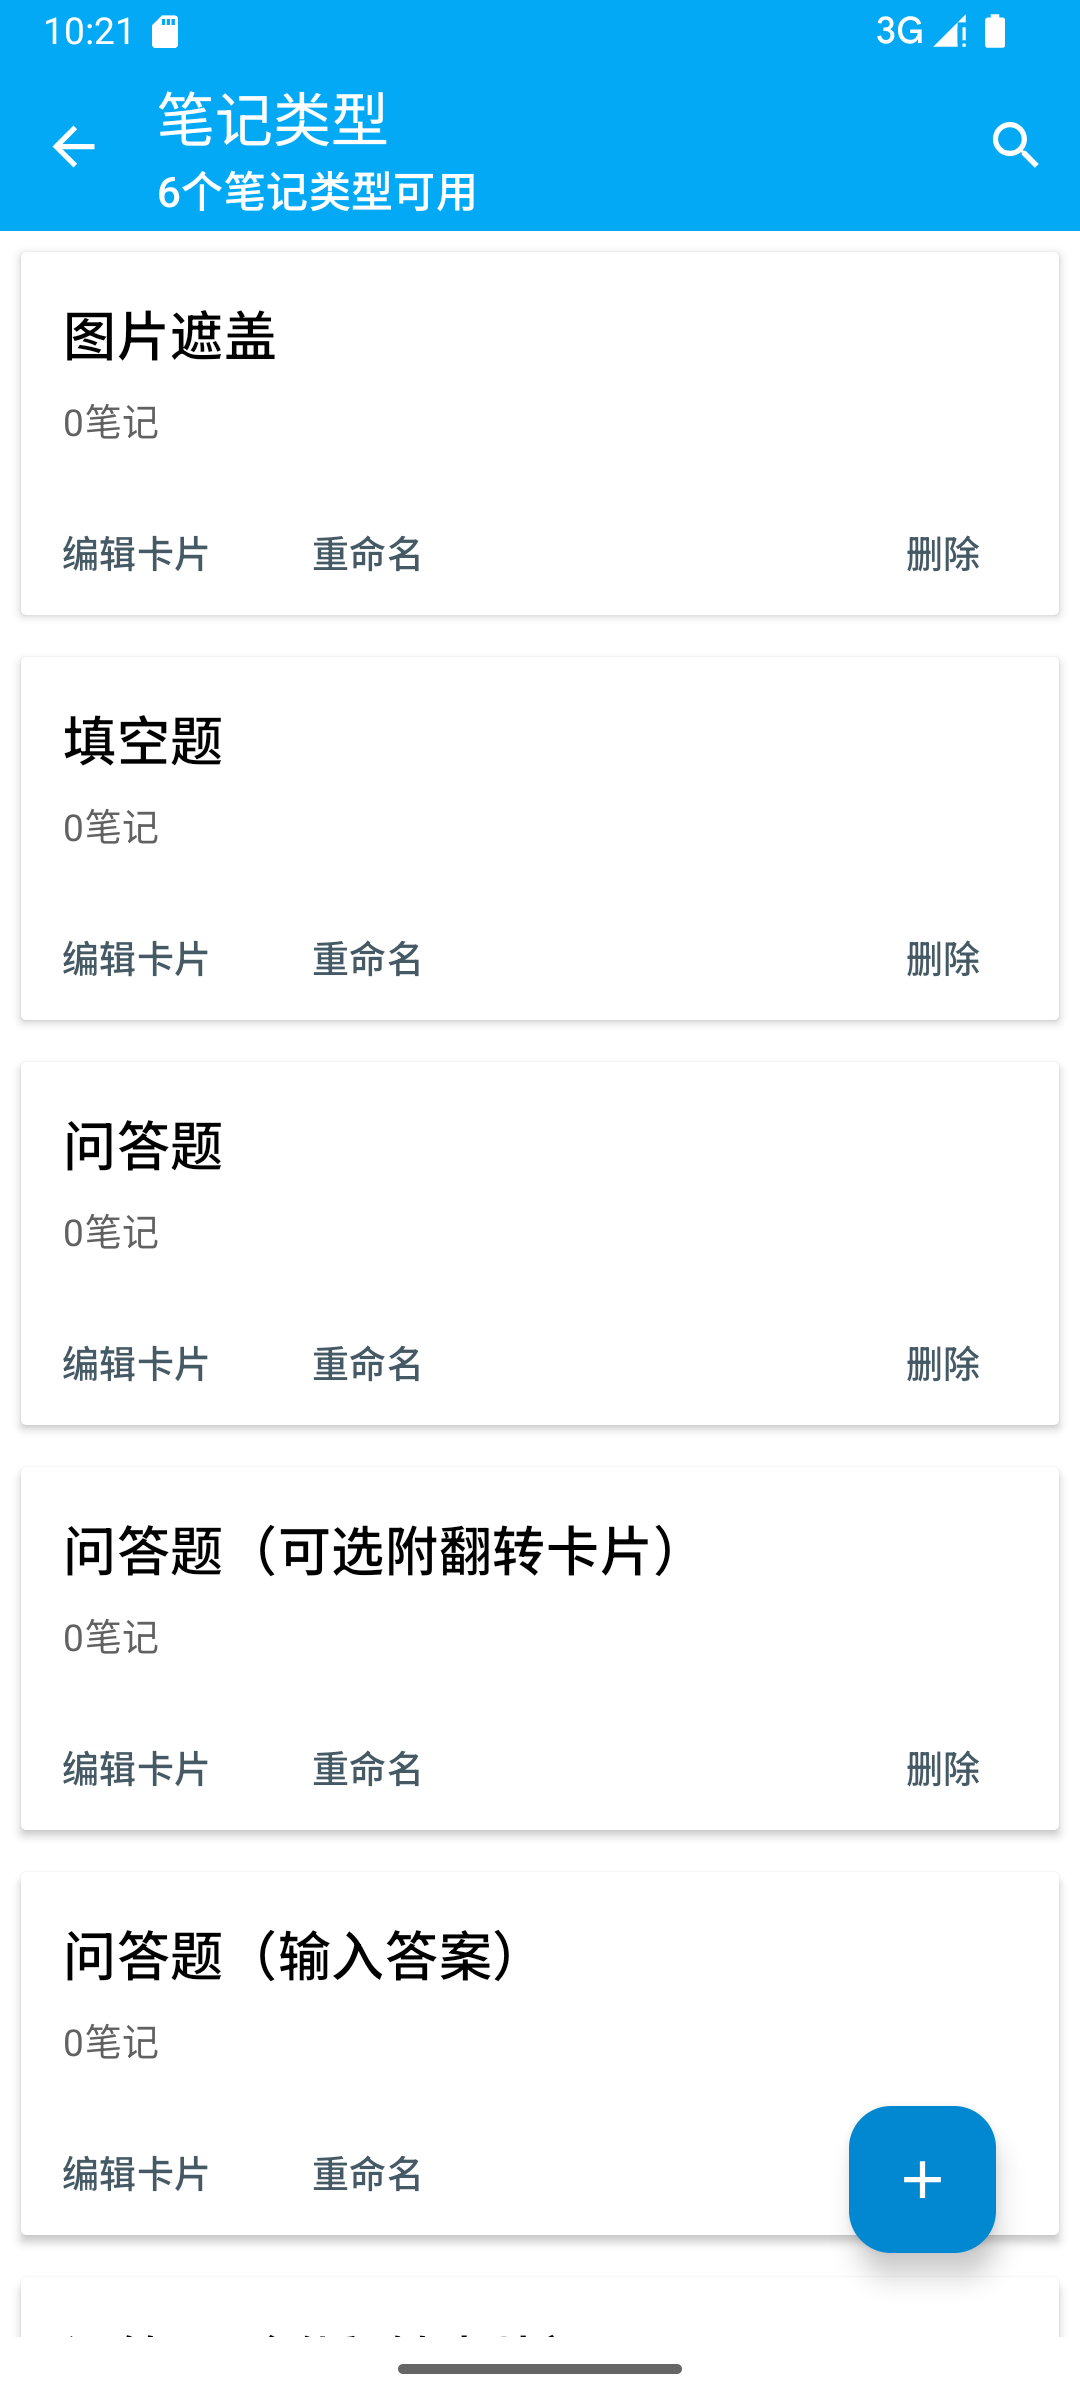 10:21
3G
笔记类型
6个笔记类型可用
图片遮盖
0笔记
编辑卡片 重命名 删除
填空题
0笔记
编辑卡片 重命名 删除
问答题
0笔记
编辑卡片 重命名 删除
问答题（可选附翻转卡片）
0笔记
编辑卡片 重命名 删除
问答题（输入答案）
0笔记
编辑卡片 重命名